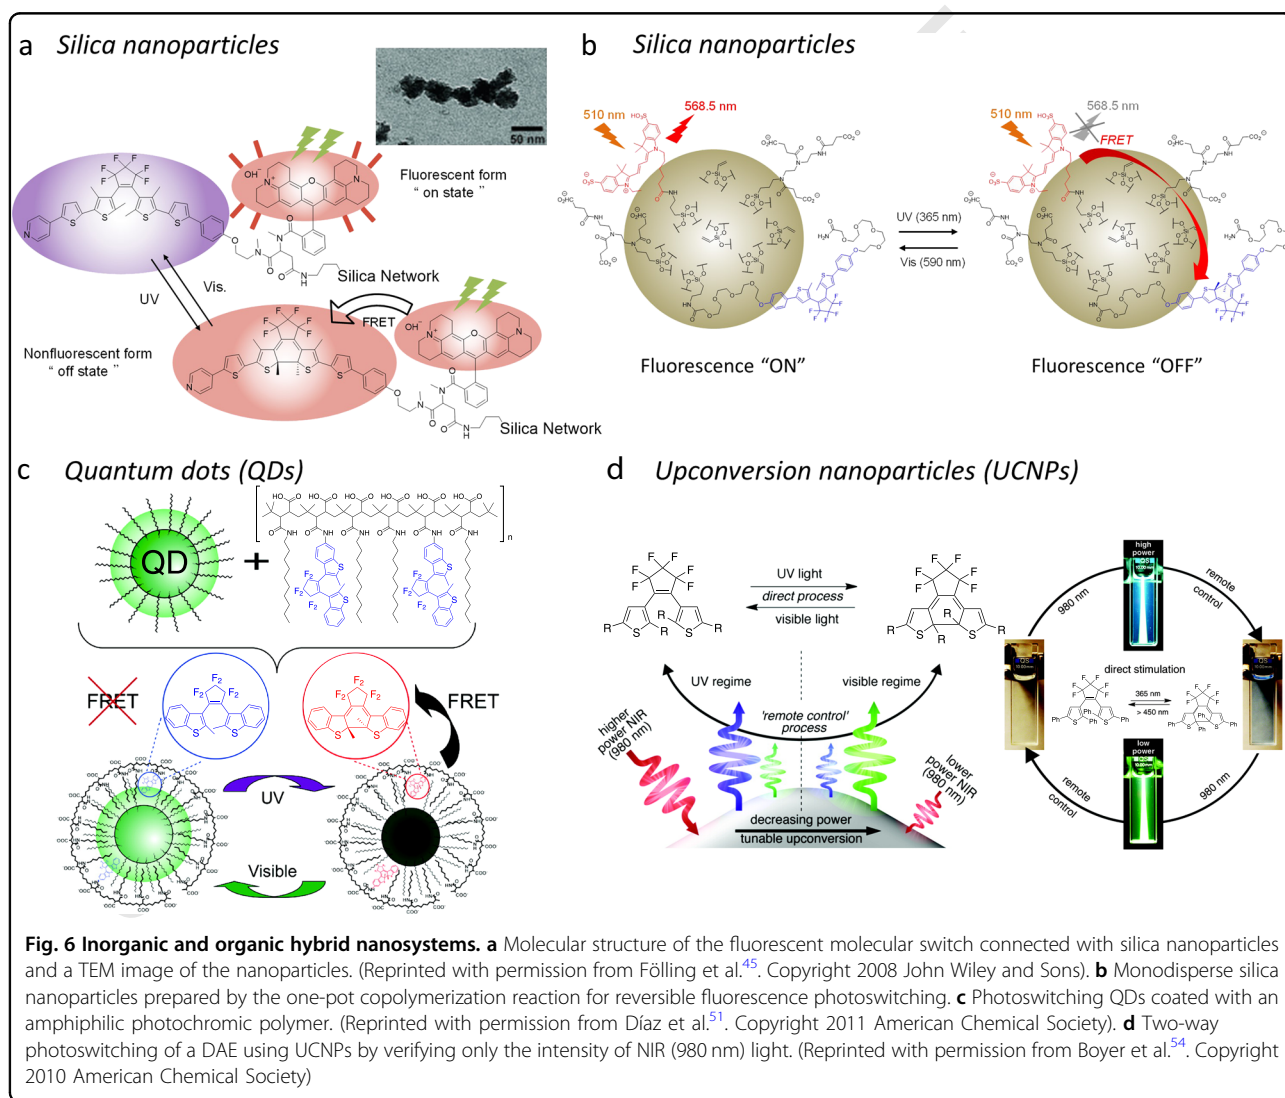 a Silica nanoparticles
50 nm
OH⁻
Fluorescent form
“ on state ”
Silica Network
UV
Vis.
FRET
OH⁻
Nonfluorescent form
“ off state ”
Silica Network
b Silica nanoparticles
510 nm
568.5 nm
Fluorescence “ON”
UV (365 nm)
Vis (590 nm)
510 nm
568.5 nm
FRET
Fluorescence “OFF”
c Quantum dots (QDs)
QD
+
n
FRET
FRET
UV
Visible
d Upconversion nanoparticles (UCNPs)
UV light
direct process
visible light
UV regime
visible regime
'remote control'
process
higher
power NIR
(980 nm)
lower
power NIR
(980 nm)
decreasing power
tunable upconversion
high
power
980 nm
remote
control
direct stimulation
365 nm
> 450 nm
low
power
remote
control
980 nm
Fig. 6 Inorganic and organic hybrid nanosystems. a Molecular structure of the fluorescent molecular switch connected with silica nanoparticles
and a TEM image of the nanoparticles. (Reprinted with permission from Fölling et al.45. Copyright 2008 John Wiley and Sons). b Monodisperse silica
nanoparticles prepared by the one-pot copolymerization reaction for reversible fluorescence photoswitching. c Photoswitching QDs coated with an
amphiphilic photochromic polymer. (Reprinted with permission from Díaz et al.51. Copyright 2011 American Chemical Society). d Two-way
photoswitching of a DAE using UCNPs by verifying only the intensity of NIR (980 nm) light. (Reprinted with permission from Boyer et al.54. Copyright
2010 American Chemical Society)